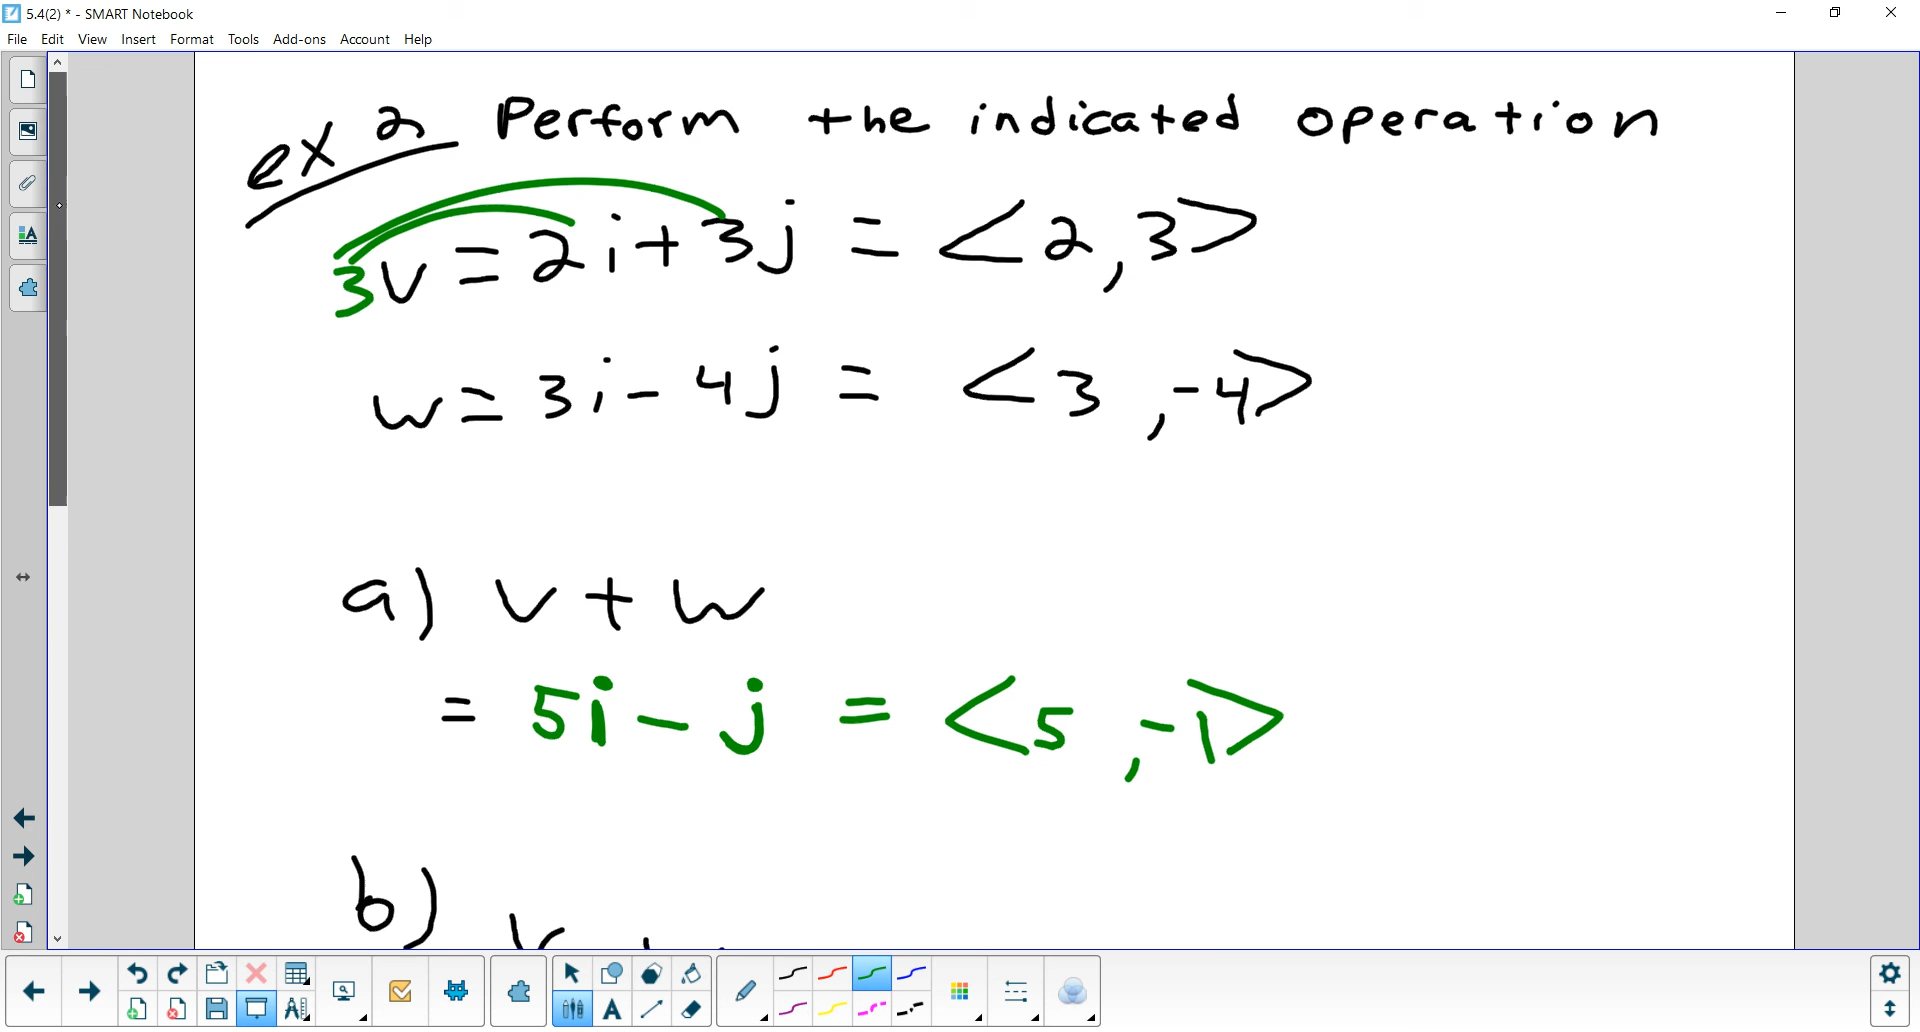 5.4(2) * - SMART Notebook
File Edit View Insert Format Tools Add-ons Account Help
ex 2 Perform the indicated operation
3v = 2i + 3j = <2, 3>
w = 3i - 4j = <3, -4>
a) v + w
= 5i - j = <5, -1>
b)